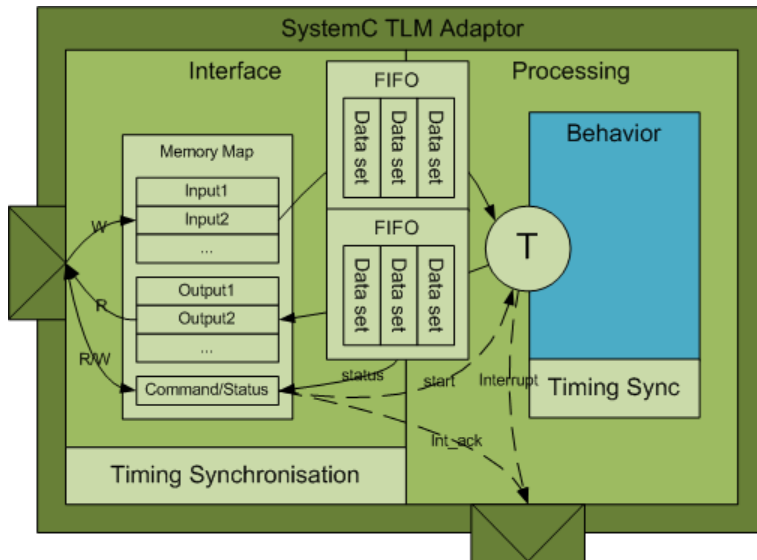 SystemC TLM Adaptor
Interface
Processing
FIFO
Data set
Data set
Data set
Memory Map
Input1
Input2
...
Output1
Output2
...
Command/Status
FIFO
Data set
Data set
Data set
Behavior
T
W
R
R/W
status
start
Interrupt
Int_ack
Timing Sync
Timing Synchronisation